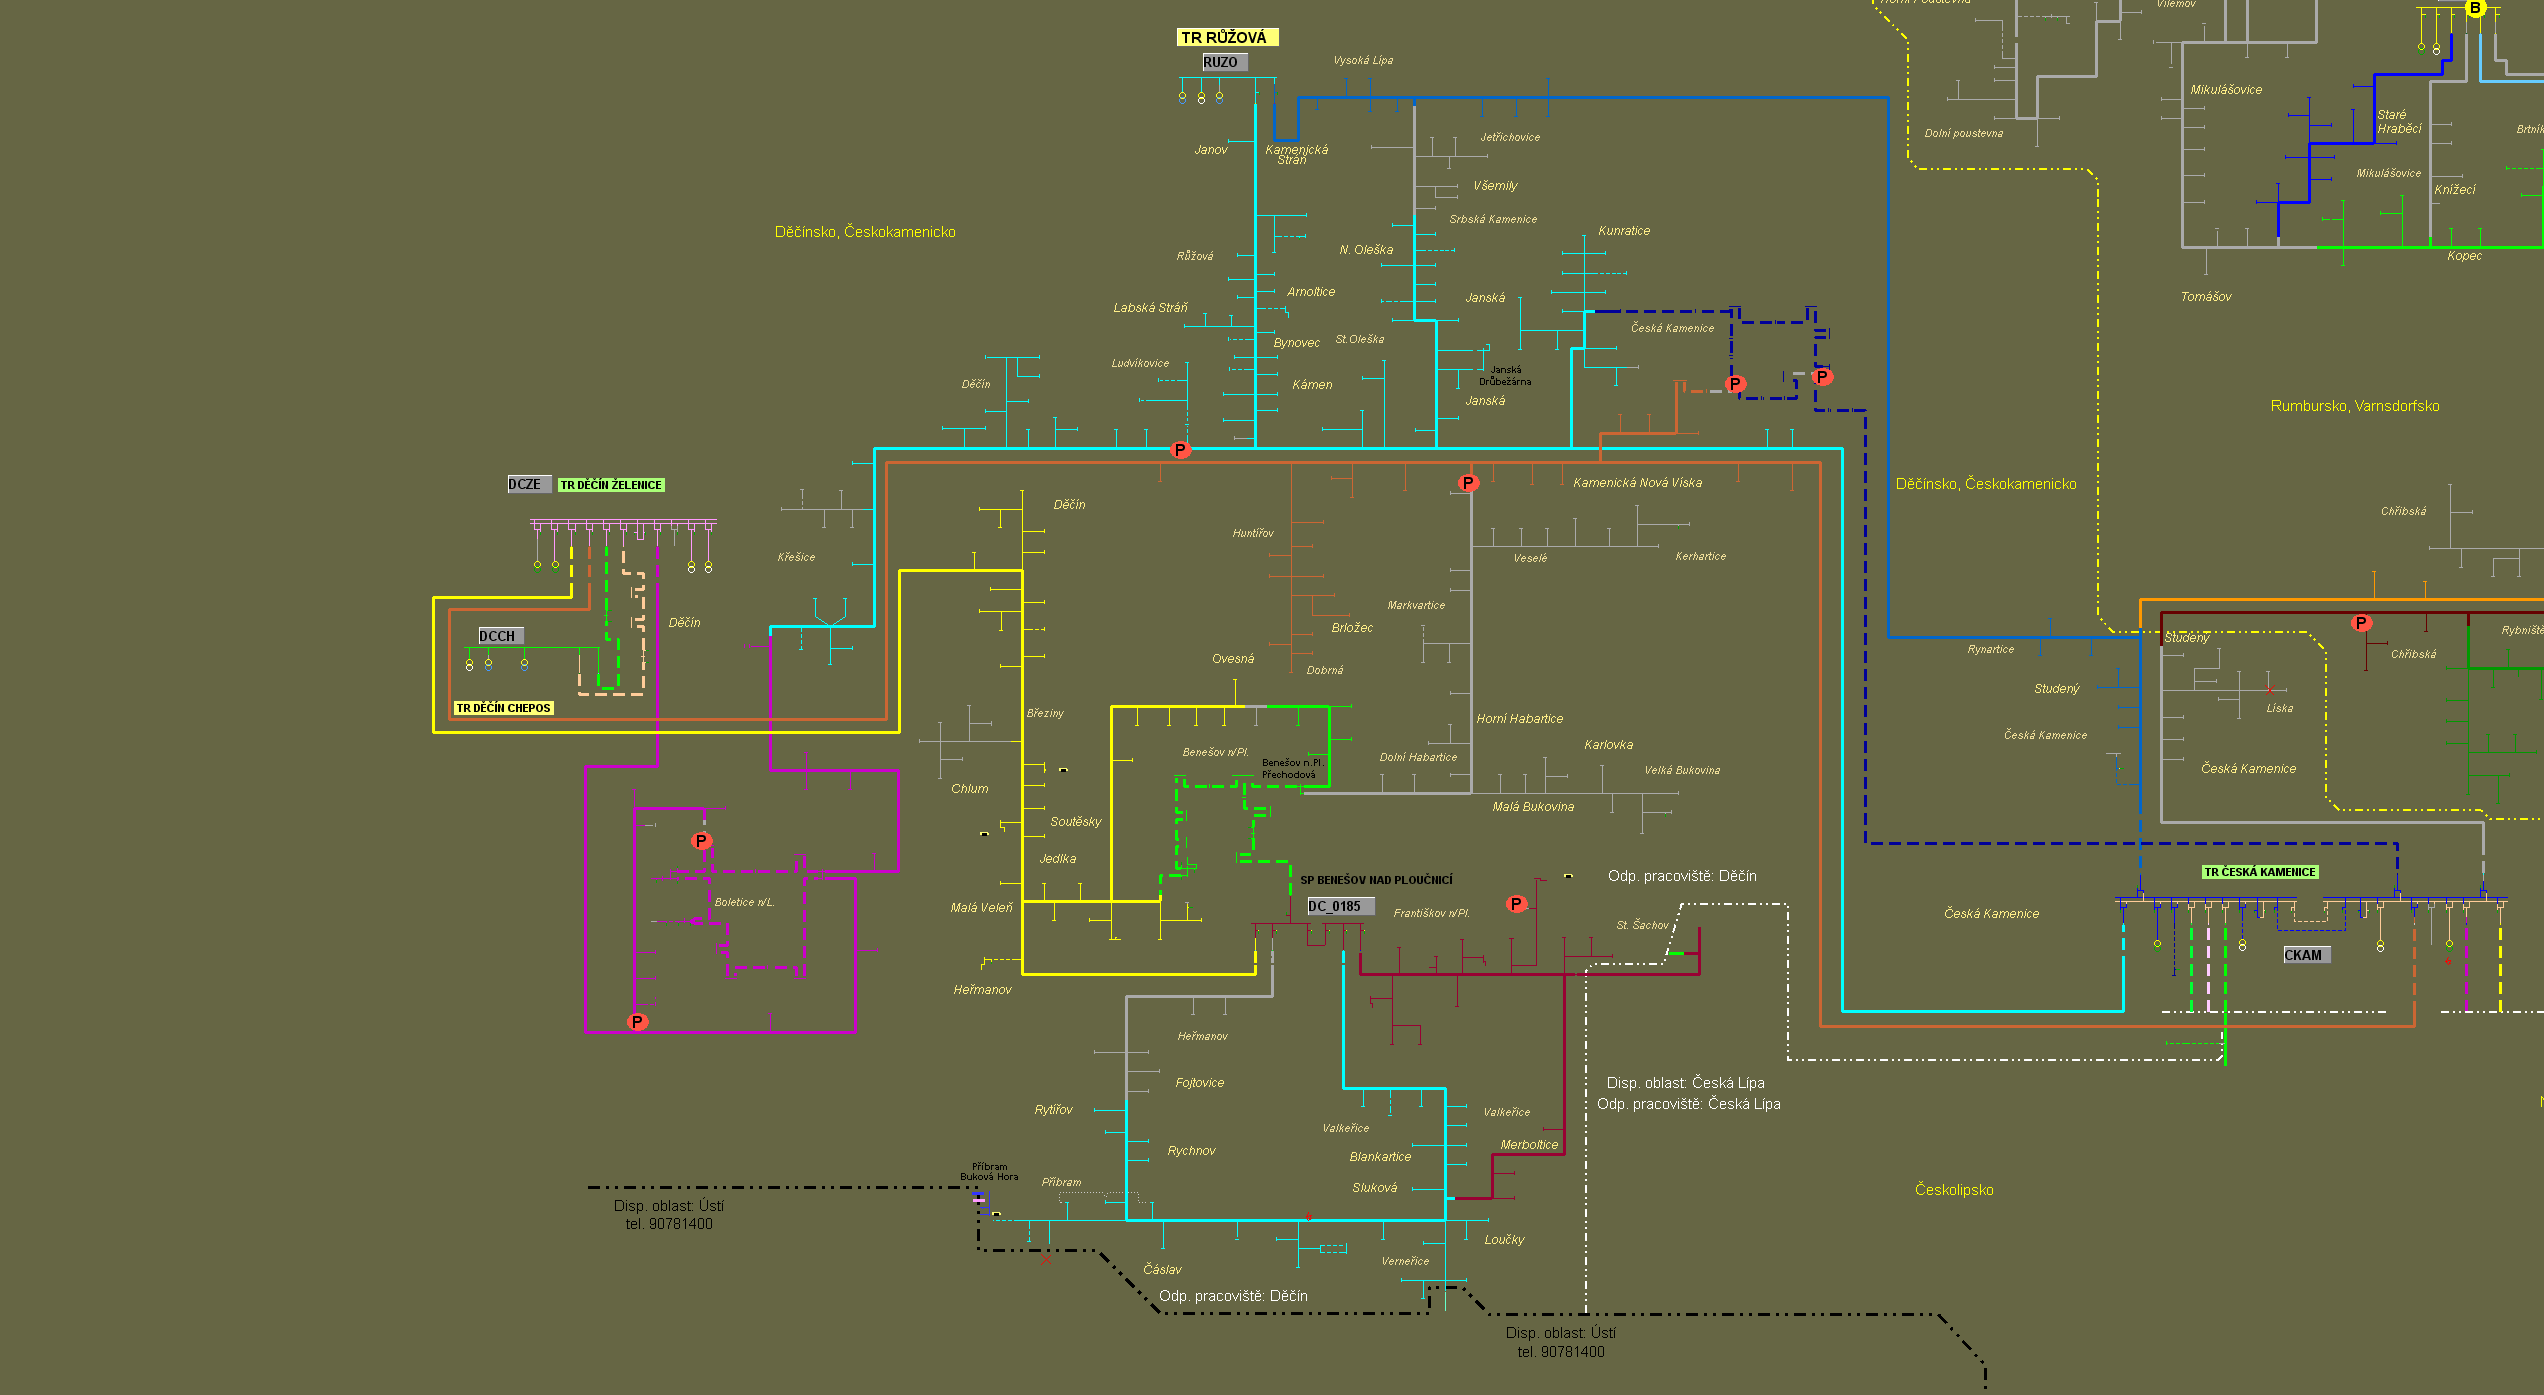 Vilémov
B
TR RŮŽOVÁ
RUZO
Vysoká Lípa
Mikulášovice
Staré
Hraběcí
Dolní poustevna
Jetřichovice
Janov
Kamenická
Stráň
Mikulášovice
Knížecí
Všemily
Srbská Kamenice
Děčínsko, Českokamenicko
Kunratice
N. Oleška
Růžová
Kopec
Arnoltice
Janská
Tomášov
Labská Stráň
Česká Kamenice
Bynovec
St.Oleška
Ludvíkovice
Janská
Drůbežárna
Děčín
Kámen
P
P
Janská
Rumbursko, Varnsdorfsko
P
DCZE
TR DĚČÍN ŽELENICE
P
Kamenická Nová Víska
Děčínsko, Českokamenicko
Děčín
Chřibská
Huntířov
Křešice
Veselé
Kerhartice
Markvartice
Děčín
Brložec
P
DCCH
Studený
Rybniště
Rynartice
Chřibská
Ovesná
Dobrná
Studený
TR DĚČÍN CHEPOS
Líska
Březiny
Horní Habartice
Česká Kamenice
Benešov n/Pl.
Karlovka
Dolní Habartice
Benešov n.Pl.
Přechodová
Velká Bukovina
Česká Kamenice
Chlum
Malá Bukovina
Soutěsky
P
Jedlka
TR ČESKÁ KAMENICE
SP BENEŠOV NAD PLOUČNICÍ
Odp. pracoviště: Děčín
Boletice n/L.
Malá Veleň
DC_0185
P
Františkov n/Pl.
Česká Kamenice
St. Šachov
CKAM
Heřmanov
P
Heřmanov
Fojtovice
Disp. oblast: Česká Lípa
Odp. pracoviště: Česká Lípa
Rytířov
Valkeřice
Valkeřice
Merboltice
Rychnov
Blankartice
Příbram
Buková Hora
Příbram
Sluková
Českolipsko
Disp. oblast: Ústí
tel. 90781400
Loučky
Verneřice
Čáslav
Odp. pracoviště: Děčín
Disp. oblast: Ústí
tel. 90781400